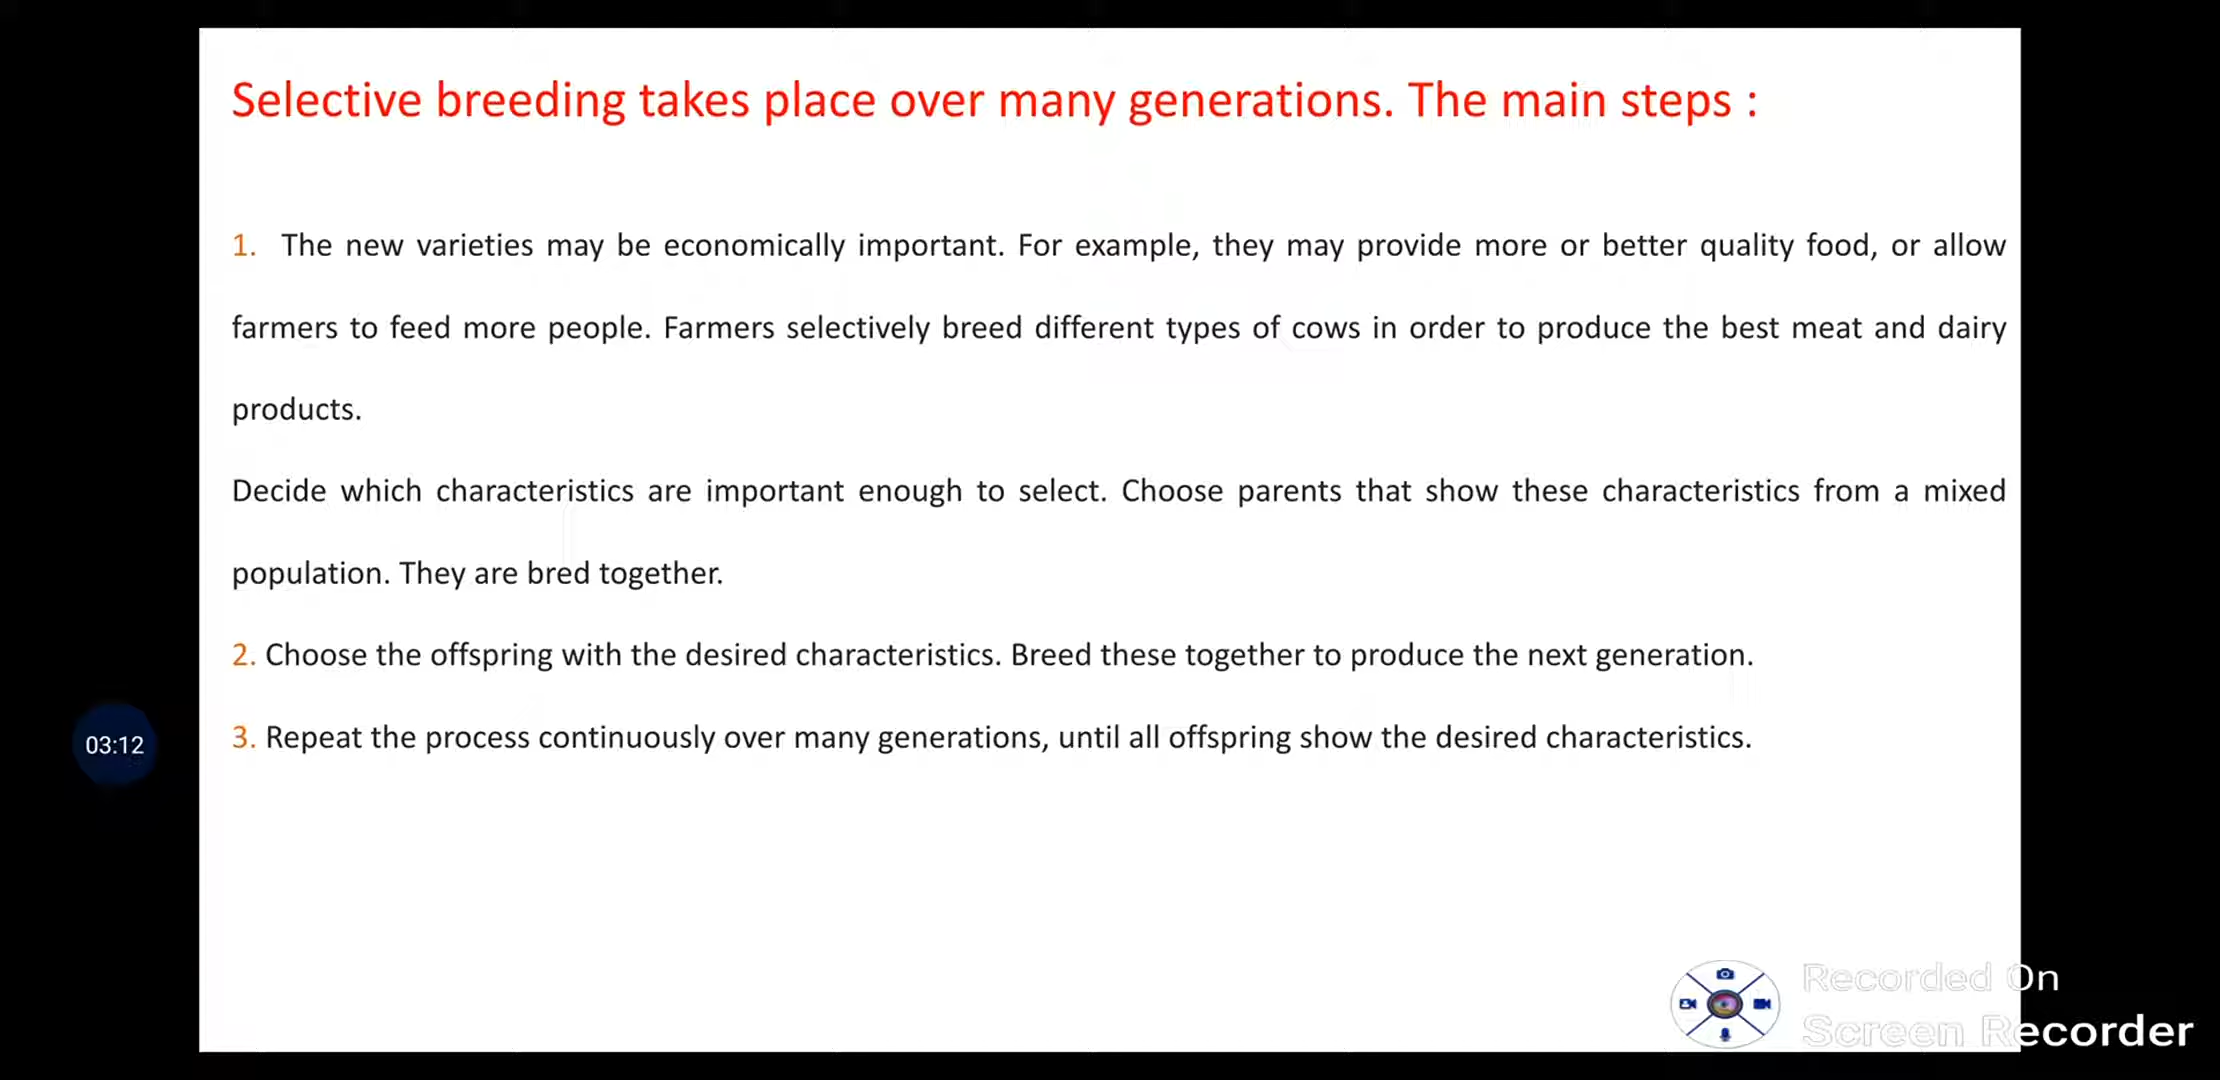 Selective breeding takes place over many generations. The main steps :
1. The new varieties may be economically important. For example, they may provide more or better quality food, or allow
farmers to feed more people. Farmers selectively breed different types of cows in order to produce the best meat and dairy
products.
Decide which characteristics are important enough to select. Choose parents that show these characteristics from a mixed
population. They are bred together.
2. Choose the offspring with the desired characteristics. Breed these together to produce the next generation.
03:12
3. Repeat the process continuously over many generations, until all offspring show the desired characteristics.
Recorded On
Screen Recorder